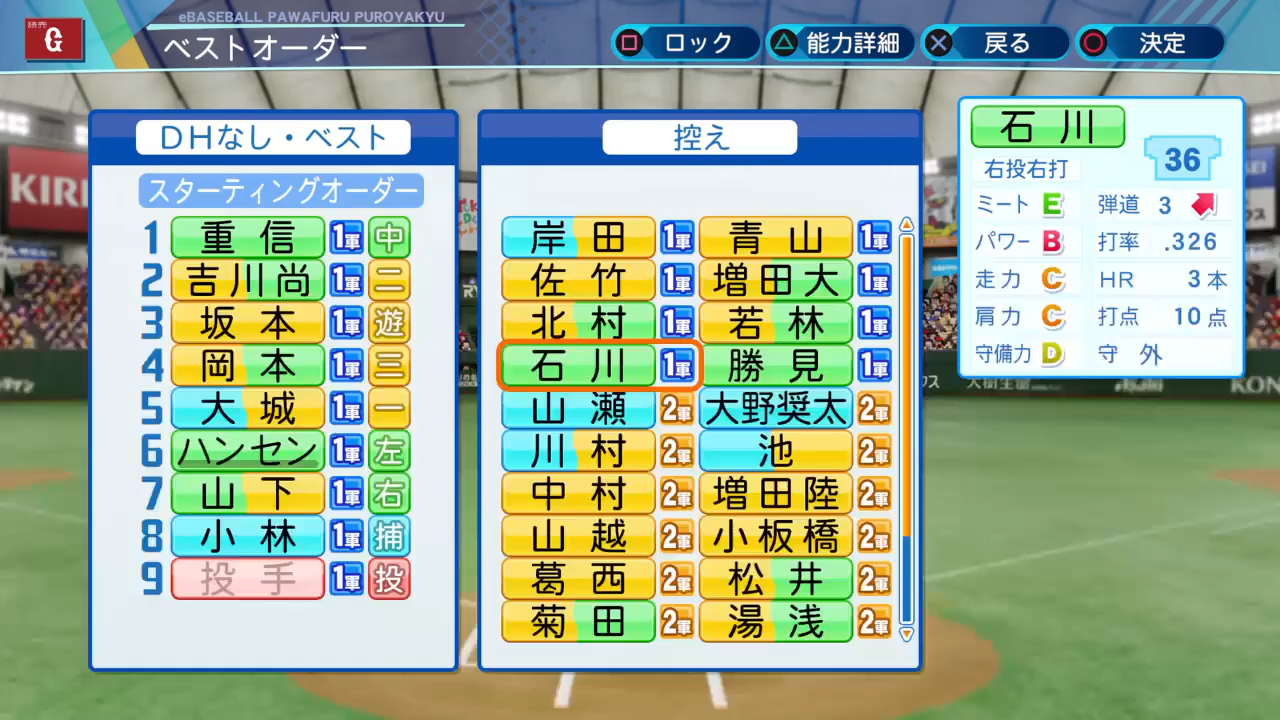 読売
G
eBASEBALL PAWAFURU PUROYAKYU
ベストオーダー
ロック
能力詳細
戻る
決定
KIRI
DHなし・ベスト
スターティングオーダー
1 重信 1軍 中
2 吉川尚 1軍 二
3 坂本 1軍 遊
4 岡本 1軍 三
5 大城 1軍 一
6 ハンセン 1軍 左
7 山下 1軍 右
8 小林 1軍 捕
9 投手 1軍 投
控え
岸田 1軍 青山 1軍
佐竹 1軍 増田大 1軍
北村 1軍 若林 1軍
石川 1軍 勝見 1軍
山瀬 2軍 大野奨太 2軍
川村 2軍 池 2軍
中村 2軍 増田陸 2軍
山越 2軍 小板橋 2軍
葛西 2軍 松井 2軍
菊田 2軍 湯浅 2軍
石川
右投右打
36
ミート E 弾道 3
パワー B 打率 .326
走力 C HR 3本
肩力 C 打点 10点
守備力 D 守 外
KON